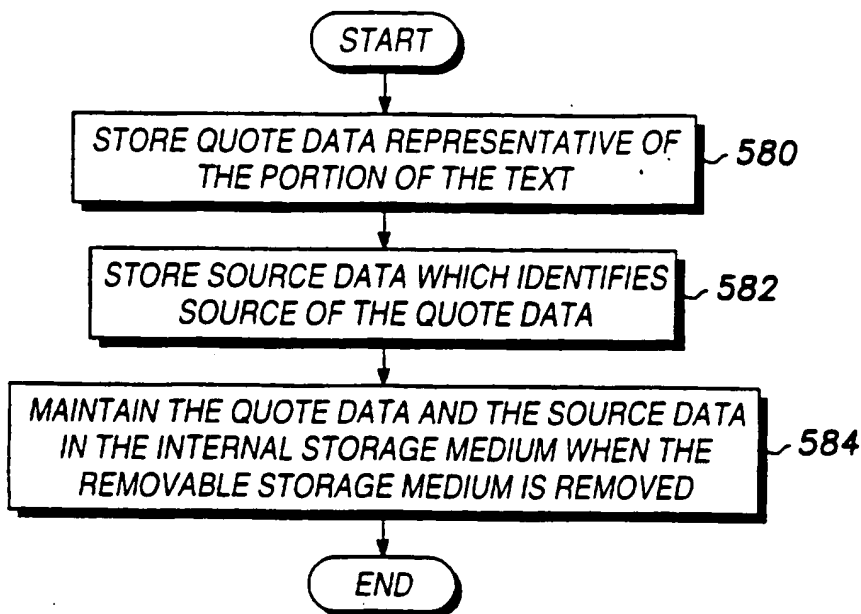 START
STORE QUOTE DATA REPRESENTATIVE OF
THE PORTION OF THE TEXT
580
STORE SOURCE DATA WHICH IDENTIFIES
SOURCE OF THE QUOTE DATA
582
MAINTAIN THE QUOTE DATA AND THE SOURCE DATA
IN THE INTERNAL STORAGE MEDIUM WHEN THE
REMOVABLE STORAGE MEDIUM IS REMOVED
584
END